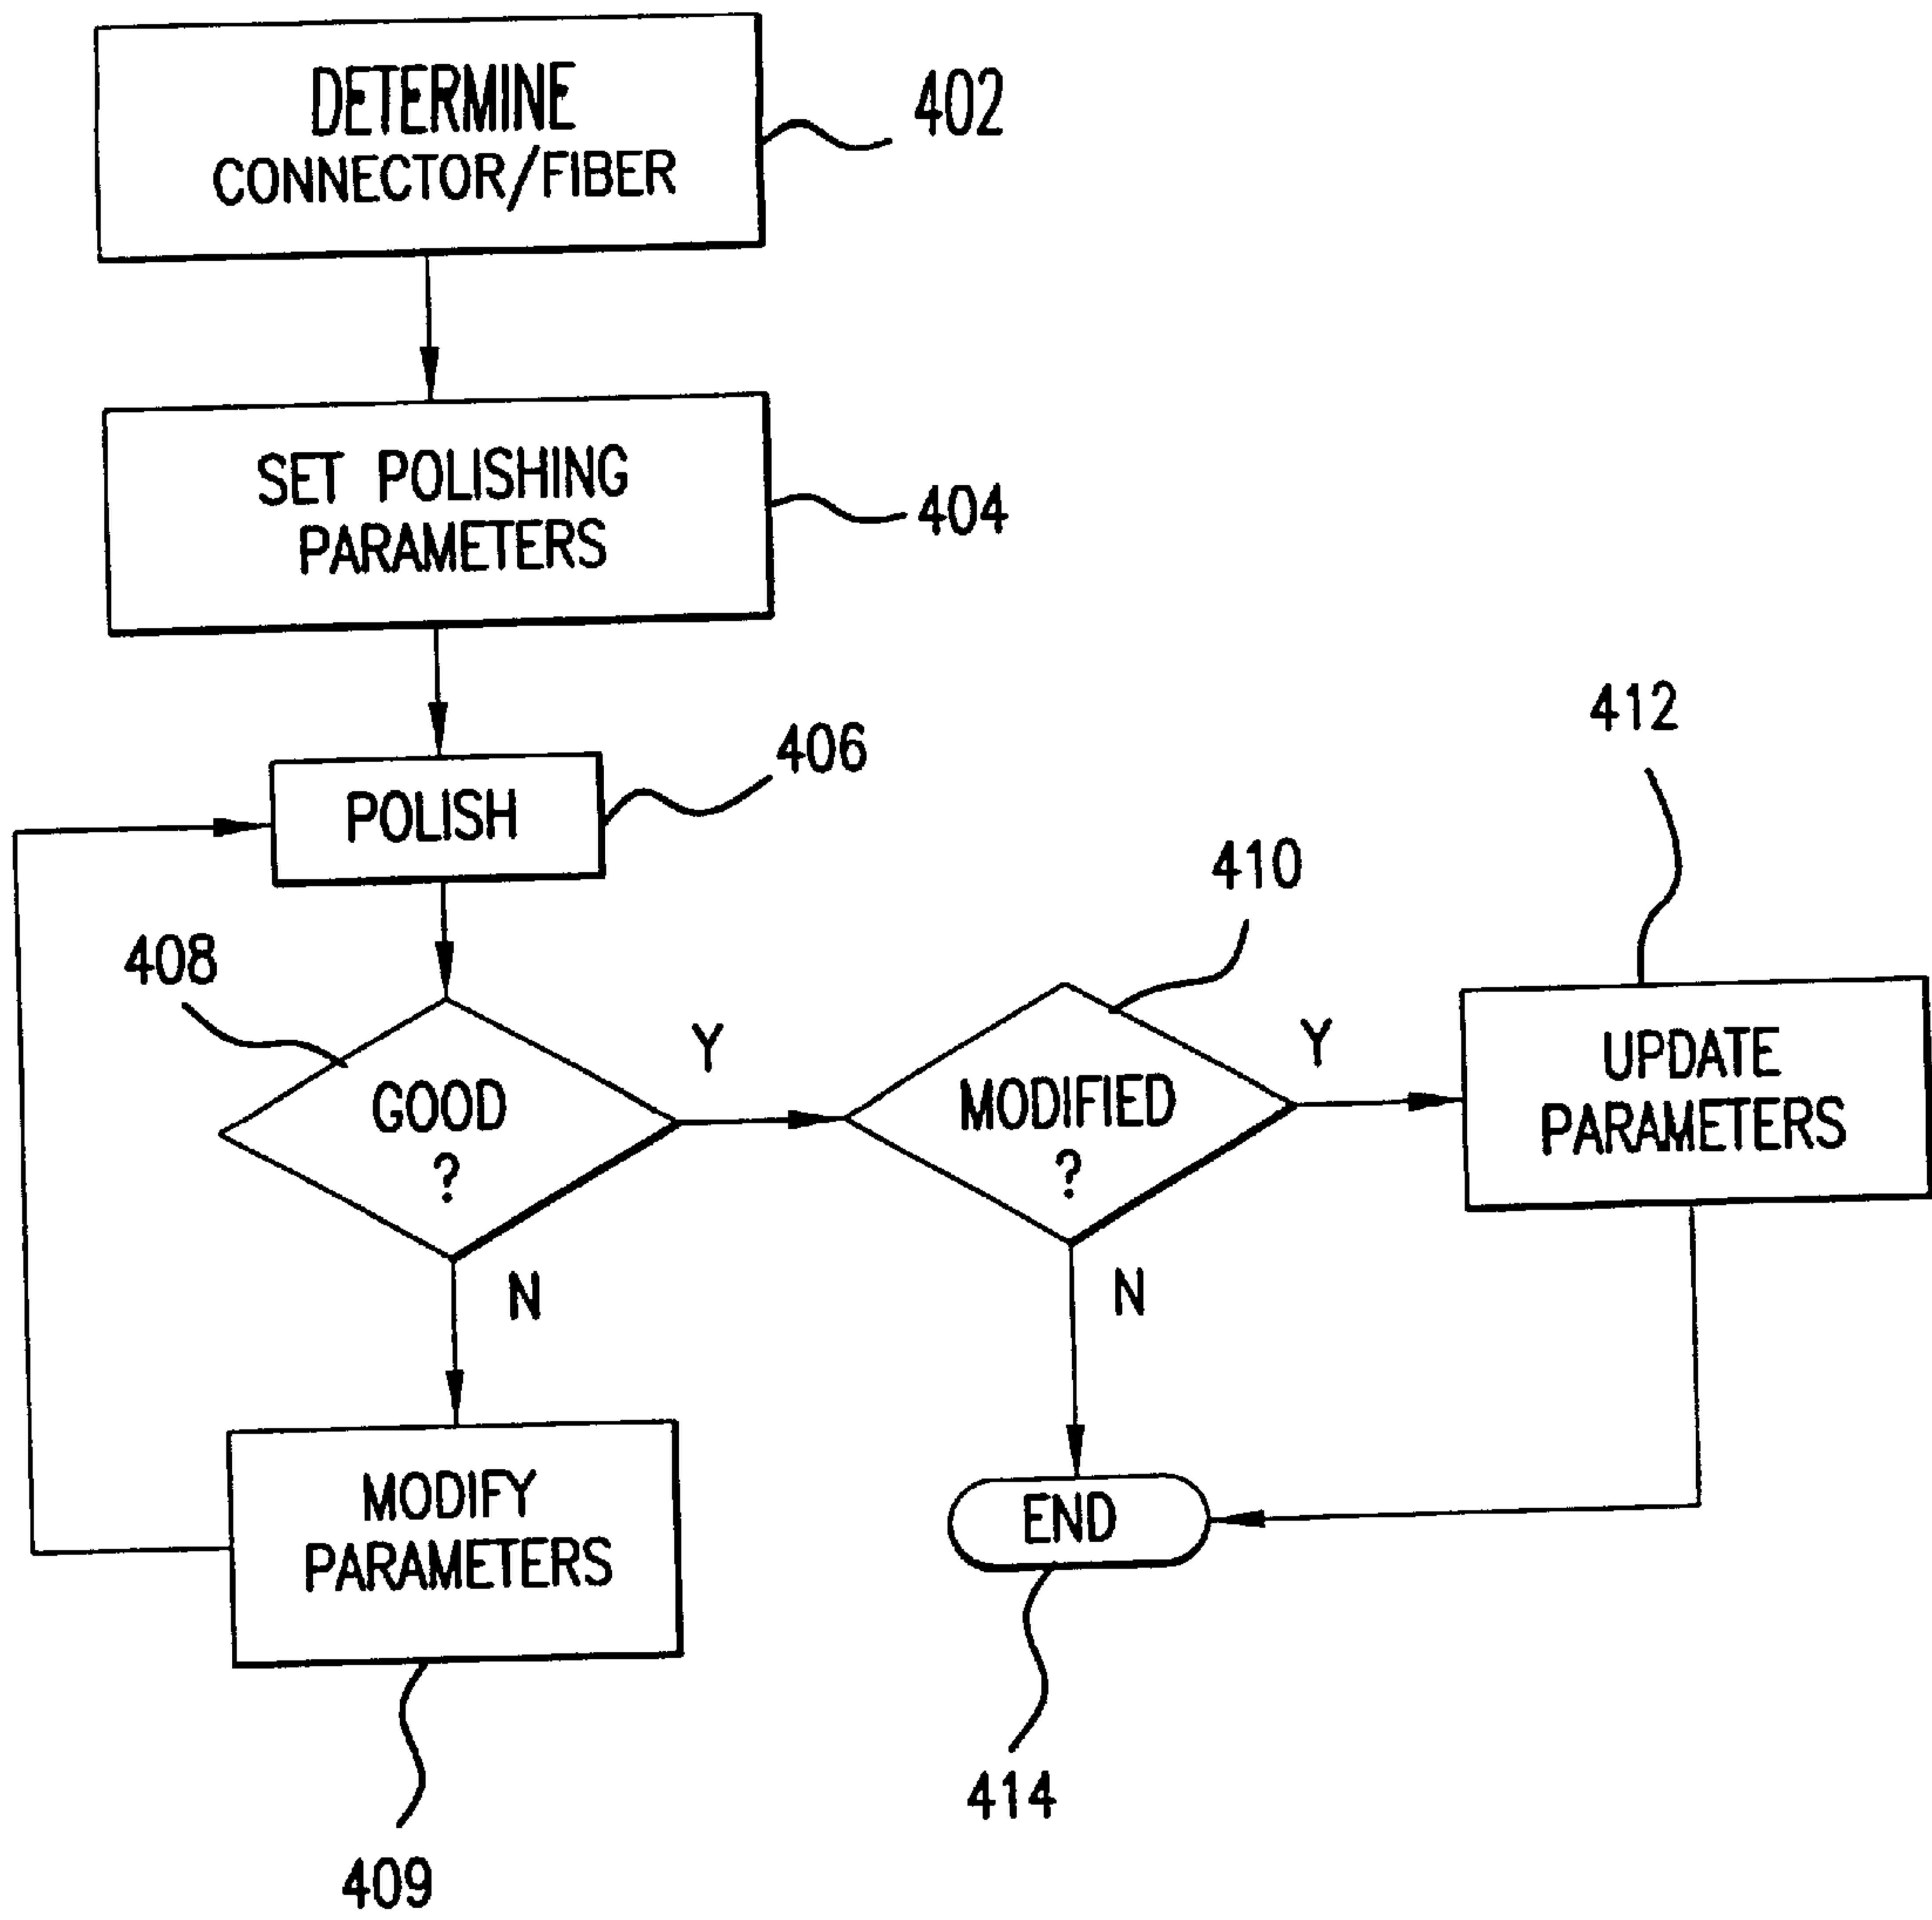 DETERMINE
CONNECTOR/FIBER
402
SET POLISHING
PARAMETERS
404
POLISH
406
408
GOOD
?
Y
N
410
MODIFIED
?
Y
N
412
UPDATE
PARAMETERS
MODIFY
PARAMETERS
409
END
414